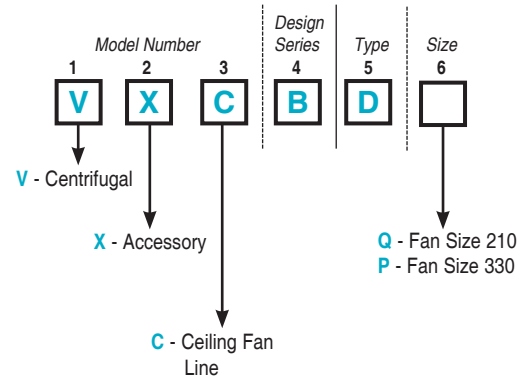 Design
Model Number Series Type Size
1 2 3 4 5 6
V X C B D
V - Centrifugal
X - Accessory
Q - Fan Size 210
P - Fan Size 330
C - Ceiling Fan
Line